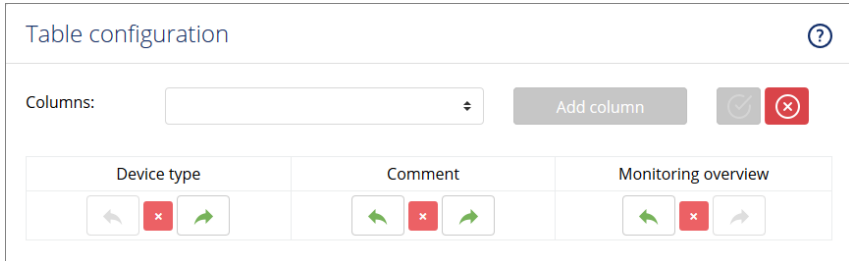 Table configuration
?
Columns:
Add column
Device type
Comment
Monitoring overview